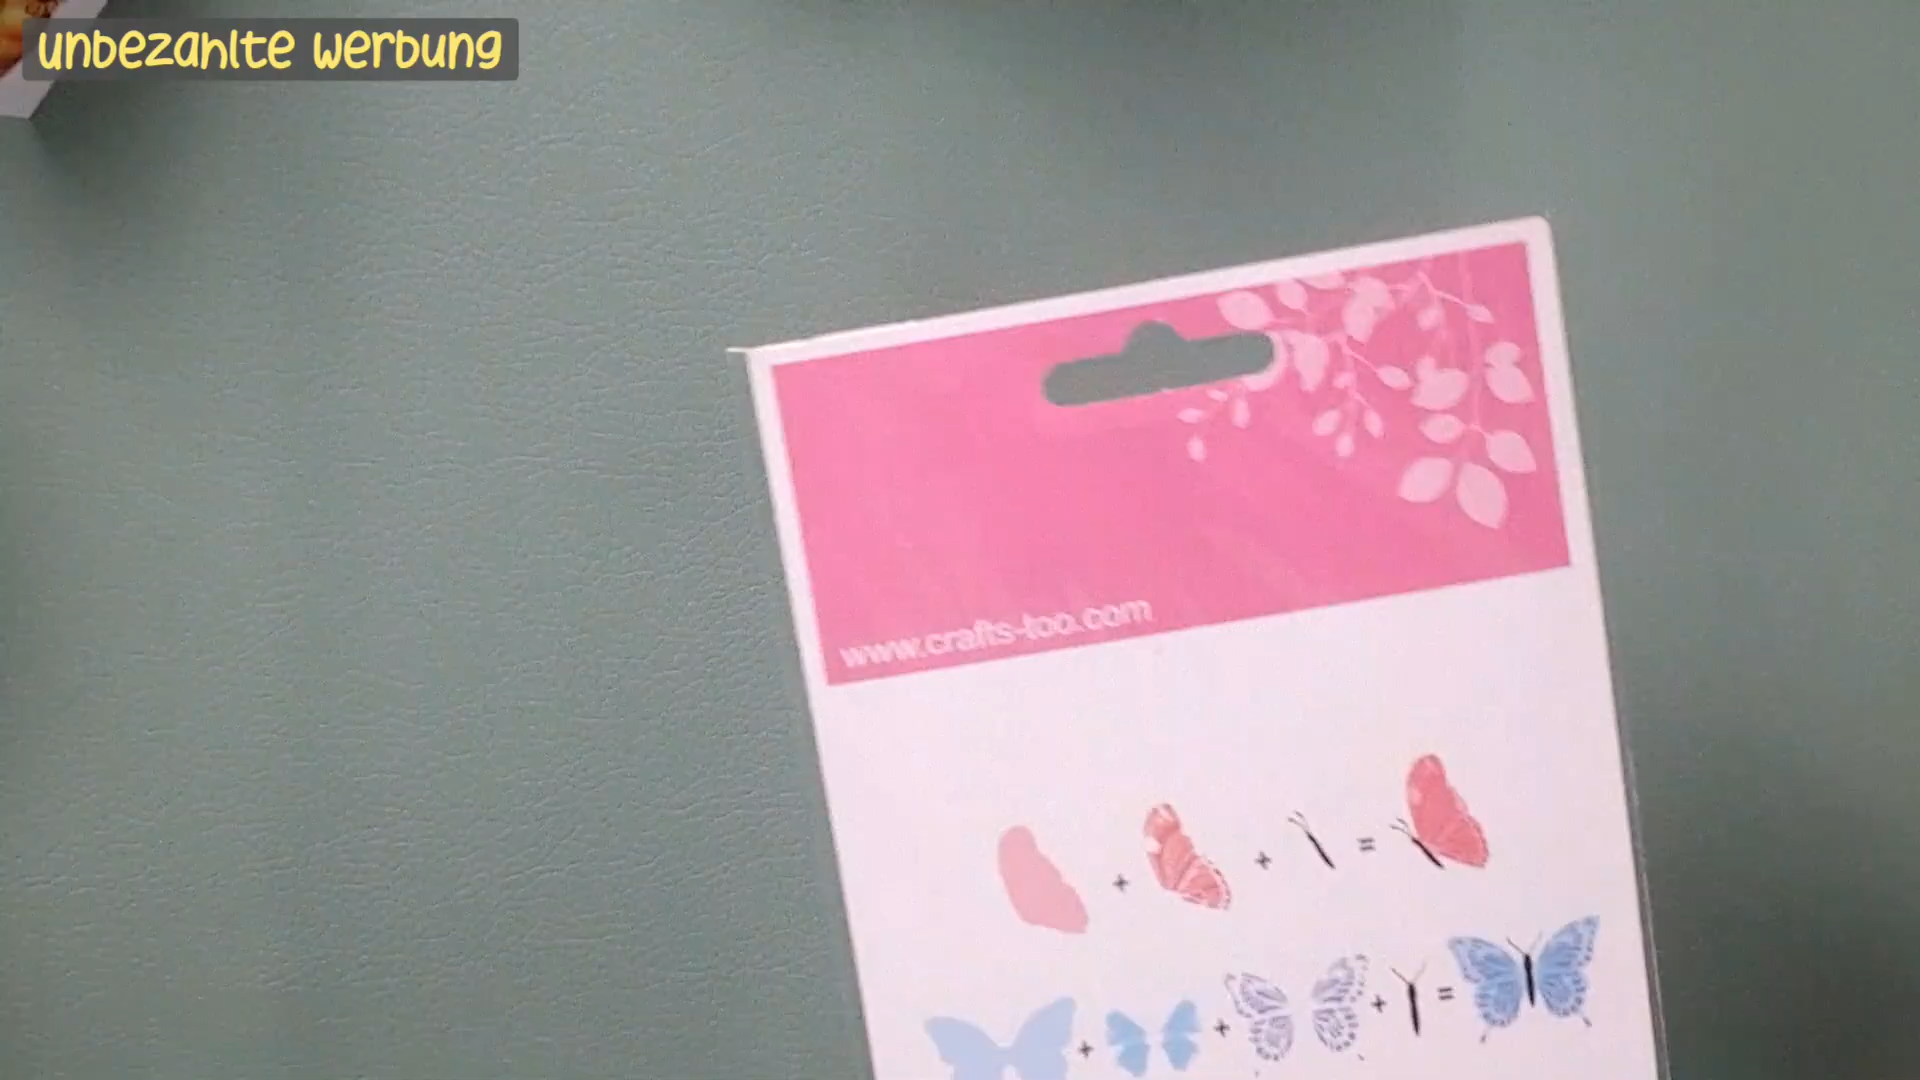 unbezahlte werbung
www.crafts-too.com
+ + =
+ + + =